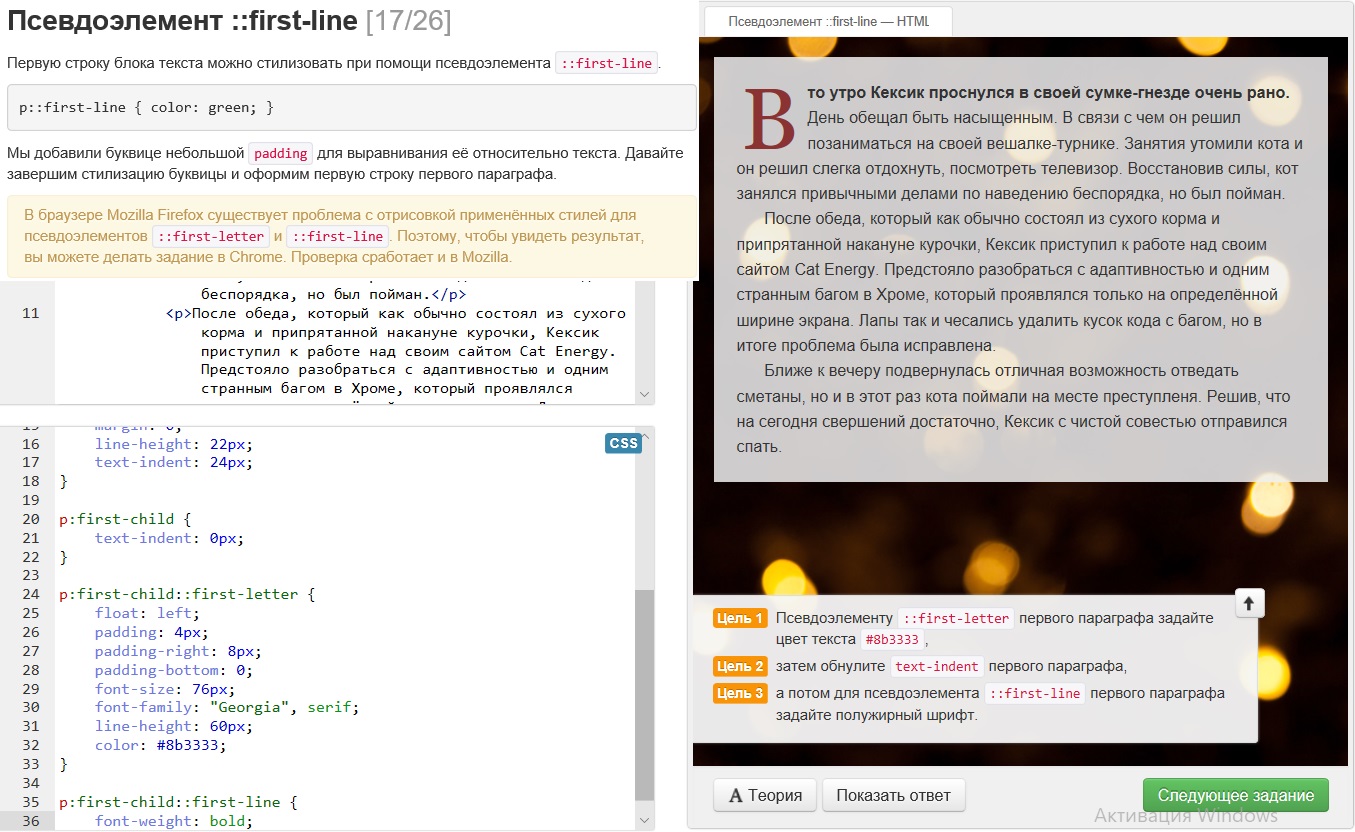 Псевдоэлемент ::first-line [17/26]
Первую строку блока текста можно стилизовать при помощи псевдоэлемента ::first-line.
p::first-line { color: green; }
Мы добавили буквице небольшой padding для выравнивания её относительно текста. Давайте
завершим стилизацию буквицы и оформим первую строку первого параграфа.
В браузере Mozilla Firefox существует проблема с отрисовкой применённых стилей для
псевдоэлементов ::first-letter и ::first-line. Поэтому, чтобы увидеть результат,
вы можете делать задание в Chrome. Проверка сработает и в Mozilla.
беспорядка, но был пойман.</p>
11 <p>После обеда, который как обычно состоял из сухого
корма и припрятанной накануне курочки, Кексик
приступил к работе над своим сайтом Cat Energy.
Предстояло разобраться с адаптивностью и одним
странным багом в Хроме, который проявлялся
CSS
15 margin: 0;
16 line-height: 22px;
17 text-indent: 24px;
18 }
19
20 p:first-child {
21 text-indent: 0px;
22 }
23
24 p:first-child::first-letter {
25 float: left;
26 padding: 4px;
27 padding-right: 8px;
28 padding-bottom: 0;
29 font-size: 76px;
30 font-family: "Georgia", serif;
31 line-height: 60px;
32 color: #8b3333;
33 }
34
35 p:first-child::first-line {
36 font-weight: bold;
Псевдоэлемент ::first-line — HTML
В то утро Кексик проснулся в своей сумке-гнезде очень рано.
День обещал быть насыщенным. В связи с чем он решил
позаниматься на своей вешалке-турнике. Занятия утомили кота и
он решил слегка отдохнуть, посмотреть телевизор. Восстановив силы, кот
занялся привычными делами по наведению беспорядка, но был пойман.
После обеда, который как обычно состоял из сухого корма и
припрятанной накануне курочки, Кексик приступил к работе над своим
сайтом Cat Energy. Предстояло разобраться с адаптивностью и одним
странным багом в Хроме, который проявлялся только на определённой
ширине экрана. Лапы так и чесались удалить кусок кода с багом, но в
итоге проблема была исправлена.
Ближе к вечеру подвернулась отличная возможность отведать
сметаны, но и в этот раз кота поймали на месте преступленя. Решив, что
на сегодня свершений достаточно, Кексик с чистой совестью отправился
спать.
Цель 1 Псевдоэлементу ::first-letter первого параграфа задайте
цвет текста #8b3333,
Цель 2 затем обнулите text-indent первого параграфа,
Цель 3 а потом для псевдоэлемента ::first-line первого параграфа
задайте полужирный шрифт.
A Теория
Показать ответ
Следующее задание
Активация Windows